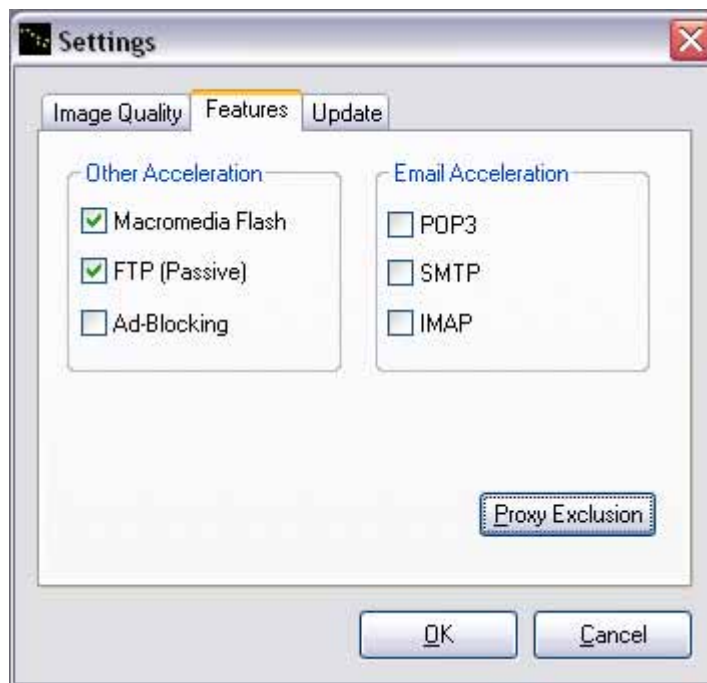 Settings
Image Quality Features Update
Other Acceleration Email Acceleration
Macromedia Flash POP3
FTP (Passive) SMTP
Ad-Blocking IMAP
Proxy Exclusion
OK Cancel